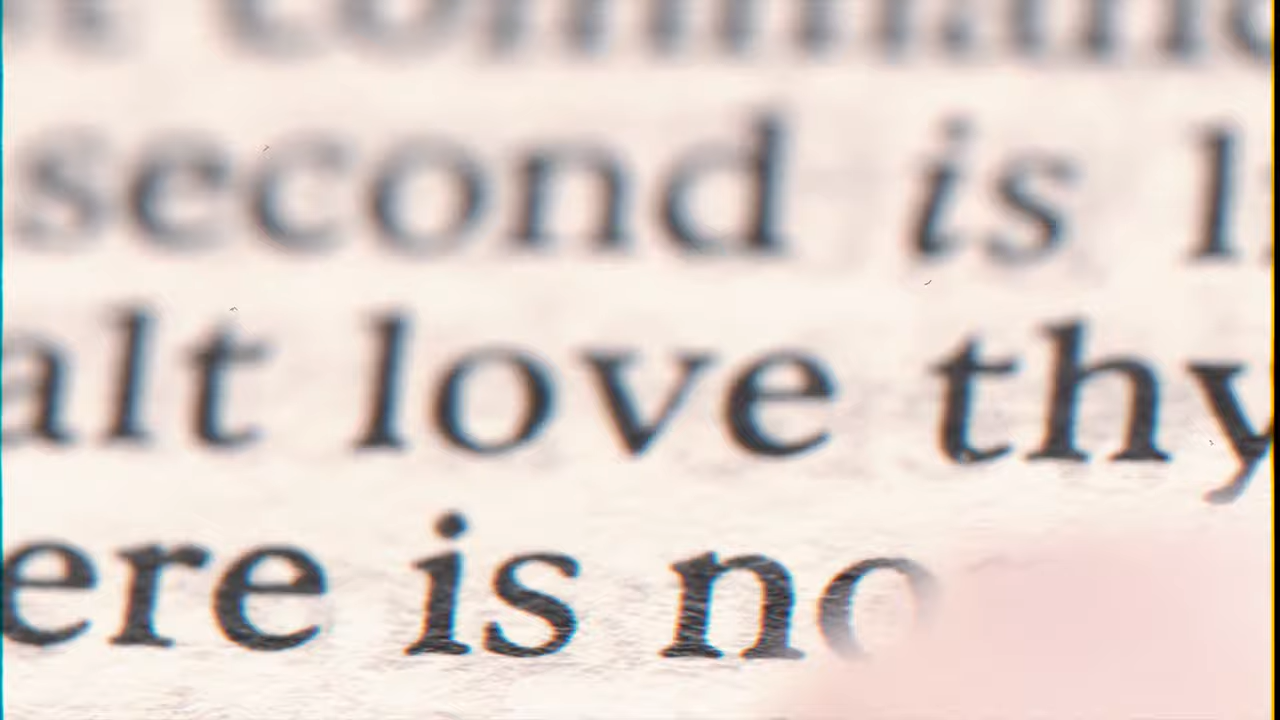 second is
alt love thy
ere is no